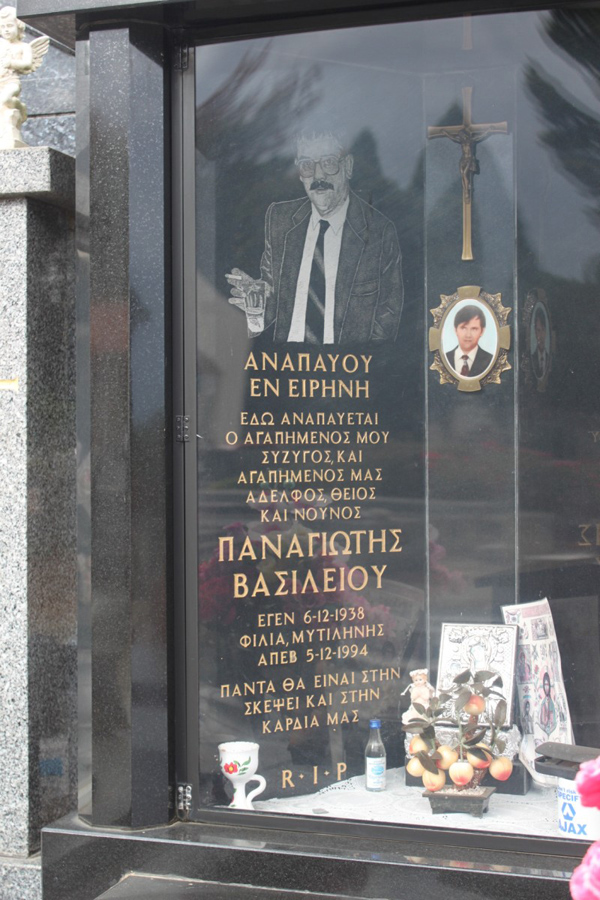 ΑΝΑΠΑΥΟΥ
ΕΝ ΕΙΡΗΝΗ
ΕΔΩ ΑΝΑΠΑΥΕΤΑΙ
Ο ΑΓΑΠΗΜΕΝΟΣ ΜΟΥ
ΣΥΖΥΓΟΣ, ΚΑΙ
ΑΓΑΠΗΜΕΝΟΣ ΜΑΣ
ΑΔΕΛΦΟΣ, ΘΕΙΟΣ
ΚΑΙ ΝΟΥΝΟΣ
ΠΑΝΑΓΙΩΤΗΣ
ΒΑΣΙΛΕΙΟΥ
ΕΓΕΝ 6-12-1938
ΦΙΛΙΑ, ΜΥΤΙΛΗΝΗΣ
ΑΠΕΒ 5-12-1994
ΠΑΝΤΑ ΘΑ ΕΙΝΑΙ ΣΤΗΝ
ΣΚΕΨΕΙ ΚΑΙ ΣΤΗΝ
ΚΑΡΔΙΑ ΜΑΣ
R·I·P
AJAX